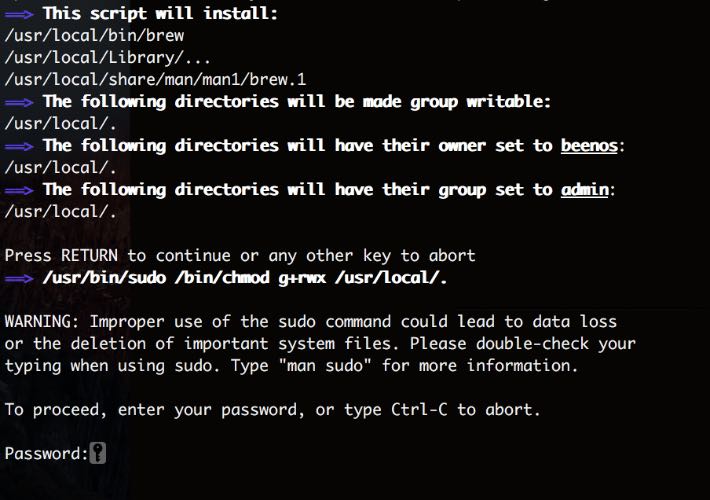 ==> This script will install:
/usr/local/bin/brew
/usr/local/Library/...
/usr/local/share/man/man1/brew.1
==> The following directories will be made group writable:
/usr/local/.
==> The following directories will have their owner set to beenos:
/usr/local/.
==> The following directories will have their group set to admin:
/usr/local/.
Press RETURN to continue or any other key to abort
==> /usr/bin/sudo /bin/chmod g+rwx /usr/local/.
WARNING: Improper use of the sudo command could lead to data loss
or the deletion of important system files. Please double-check your
typing when using sudo. Type "man sudo" for more information.
To proceed, enter your password, or type Ctrl-C to abort.
Password: